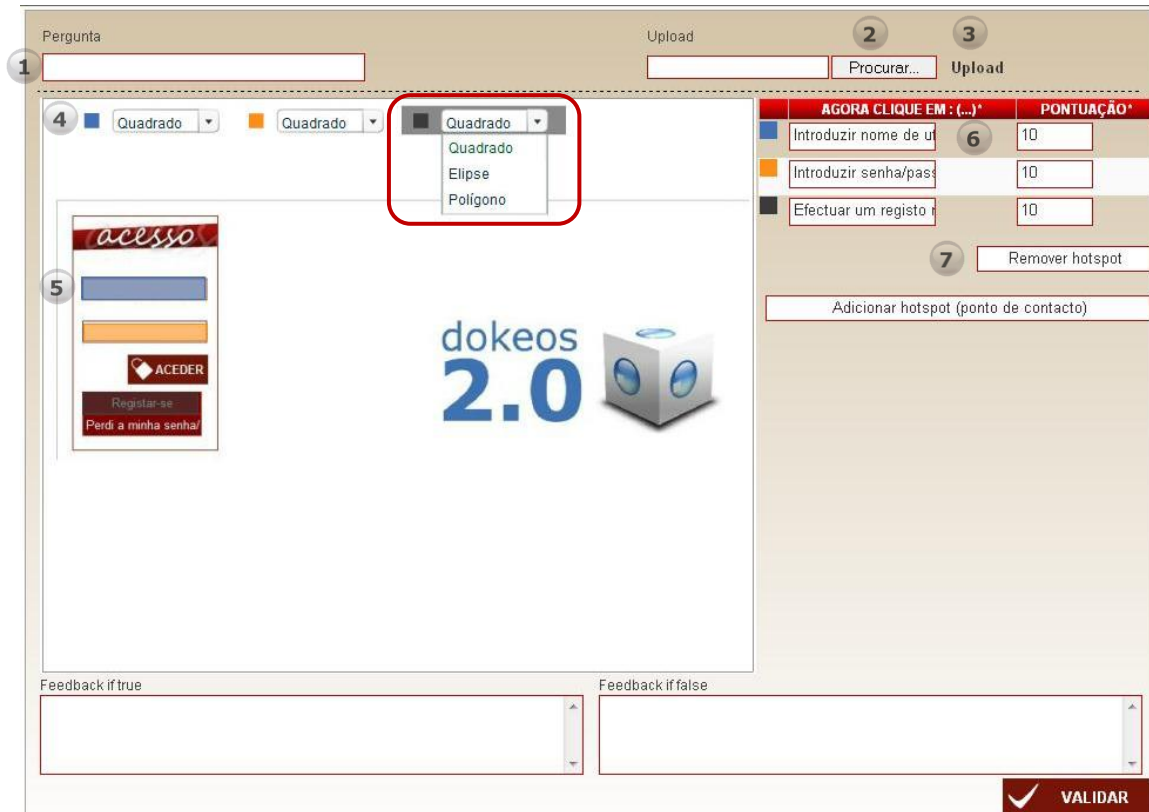 Pergunta
Upload
1
2
3
Procurar...
Upload
4
Quadrado
Quadrado
Quadrado
Quadrado
Elipse
Polígono
AGORA CLIQUE EM : (...)*
PONTUAÇÃO*
Introduzir nome de ut
6
10
Introduzir senha/pass
10
Efectuar um registo
10
7
Remover hotspot
Adicionar hotspot (ponto de contacto)
acesso
5
ACEDER
Registar-se
Perdi a minha senha/
dokeos
2.0
Feedback if true
Feedback if false
VALIDAR